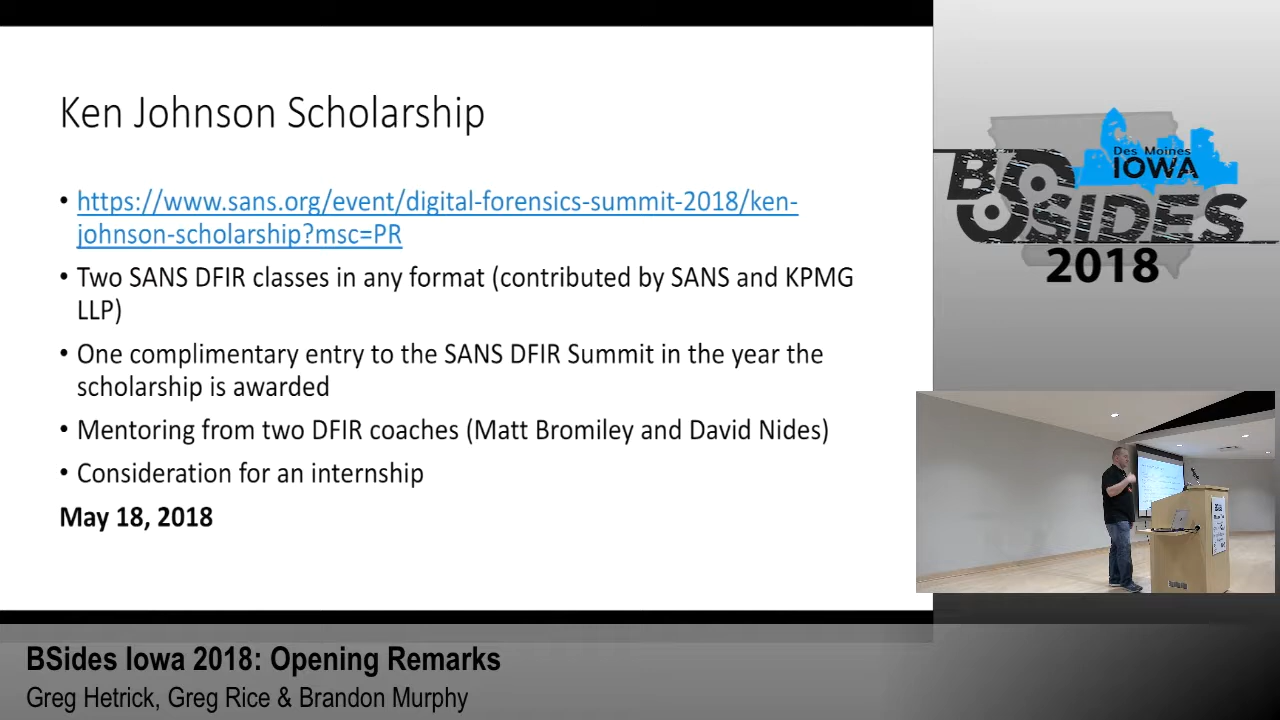 Ken Johnson Scholarship
• https://www.sans.org/event/digital-forensics-summit-2018/ken-
johnson-scholarship?msc=PR
• Two SANS DFIR classes in any format (contributed by SANS and KPMG
LLP)
• One complimentary entry to the SANS DFIR Summit in the year the
scholarship is awarded
• Mentoring from two DFIR coaches (Matt Bromiley and David Nides)
• Consideration for an internship
May 18, 2018
Des Moines
IOWA
BSIDES
2018
BSides Iowa 2018: Opening Remarks
Greg Hetrick, Greg Rice & Brandon Murphy